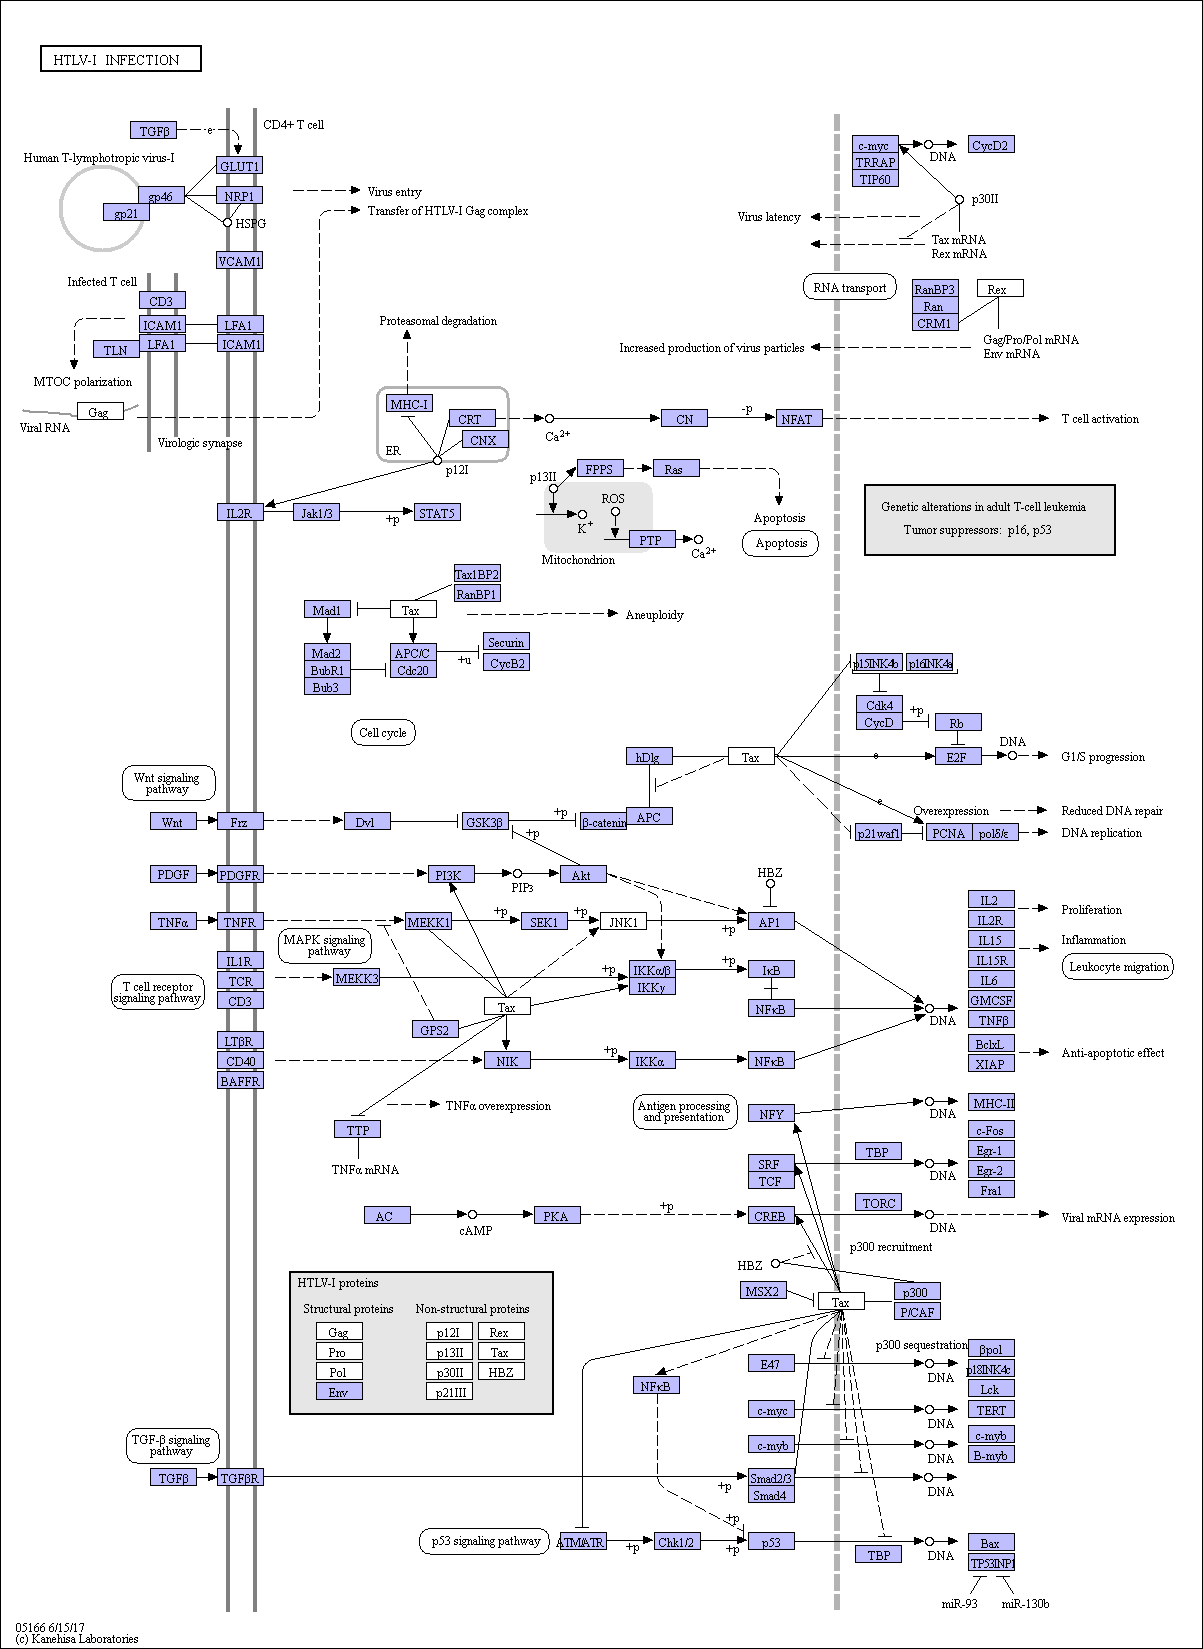 HTLV-I INFECTION
TGFβ
e
CD4+ T cell
Human T-lymphotropic virus-I
GLUT1
gp46
NRP1
gp21
HSPG
VCAM1
Virus entry
Transfer of HTLV-I Gag complex
Infected T cell
CD3
ICAM1
LFA1
TLN
LFA1
ICAM1
MTOC polarization
Gag
Viral RNA
Virologic synapse
c-myc
TRRAP
TIP60
DNA
CycD2
p30II
Virus latency
Tax mRNA
Rex mRNA
RNA transport
RanBP3
Ran
CRM1
Rex
Gag/Pro/Pol mRNA
Env mRNA
Increased production of virus particles
Proteasomal degradation
MHC-I
CRT
CNX
ER
p12I
Ca2+
CN
-p
NFAT
T cell activation
IL2R
Jak1/3
+p
STAT5
p13II
FPPS
Ras
ROS
K+
PTP
Ca2+
Mitochondrion
Apoptosis
Apoptosis
Genetic alterations in adult T-cell leukemia
Tumor suppressors: p16, p53
Tax1BP2
RanBP1
Mad1
Tax
Aneuploidy
Mad2
BubR1
Bub3
APC/C
Cdc20
+u
Securin
CycB2
Cell cycle
p15INK4b
p16INK4a
Cdk4
CycD
+p
Rb
hDlg
Tax
e
E2F
DNA
G1/S progression
e
Overexpression
Reduced DNA repair
p21waf1
PCNA
polδ/ε
DNA replication
Wnt signaling
pathway
Wnt
Frz
Dvl
GSK3β
+p
β-catenin
APC
+p
PDGF
PDGFR
PI3K
PIP3
Akt
HBZ
TNFα
TNFR
MEKK1
+p
SEK1
+p
JNK1
+p
AP1
MAPK signaling
pathway
IL1R
TCR
CD3
T cell receptor
signaling pathway
MEKK3
+p
IKKα/β
IKKγ
+p
IκB
NFκB
DNA
Tax
GPS2
LTβR
CD40
BAFFR
NIK
+p
IKKα
NFκB
IL2
IL2R
IL15
IL15R
IL6
GMCSF
TNFβ
BclxL
XIAP
Proliferation
Inflammation
Leukocyte migration
Anti-apoptotic effect
TNFα overexpression
TTP
TNFα mRNA
Antigen processing
and presentation
NFY
DNA
MHC-II
SRF
TCF
TBP
DNA
c-Fos
Egr-1
Egr-2
Fra1
AC
cAMP
PKA
+p
CREB
TORC
DNA
Viral mRNA expression
p300 recruitment
HBZ
MSX2
Tax
p300
P/CAF
HTLV-I proteins
Structural proteins
Non-structural proteins
Gag
p12I
Rex
Pro
p13II
Tax
Pol
p30II
HBZ
Env
p21III
p300 sequestration
E47
DNA
βpol
p18INK4c
Lck
NFκB
c-myc
DNA
TERT
c-myb
DNA
c-myb
B-myb
TGF-β signaling
pathway
TGFβ
TGFβR
+p
Smad2/3
Smad4
DNA
p53 signaling pathway
ATM/ATR
+p
Chk1/2
+p
+p
p53
TBP
DNA
Bax
TP53INP1
miR-93
miR-130b
05166 6/15/17
(c) Kanehisa Laboratories